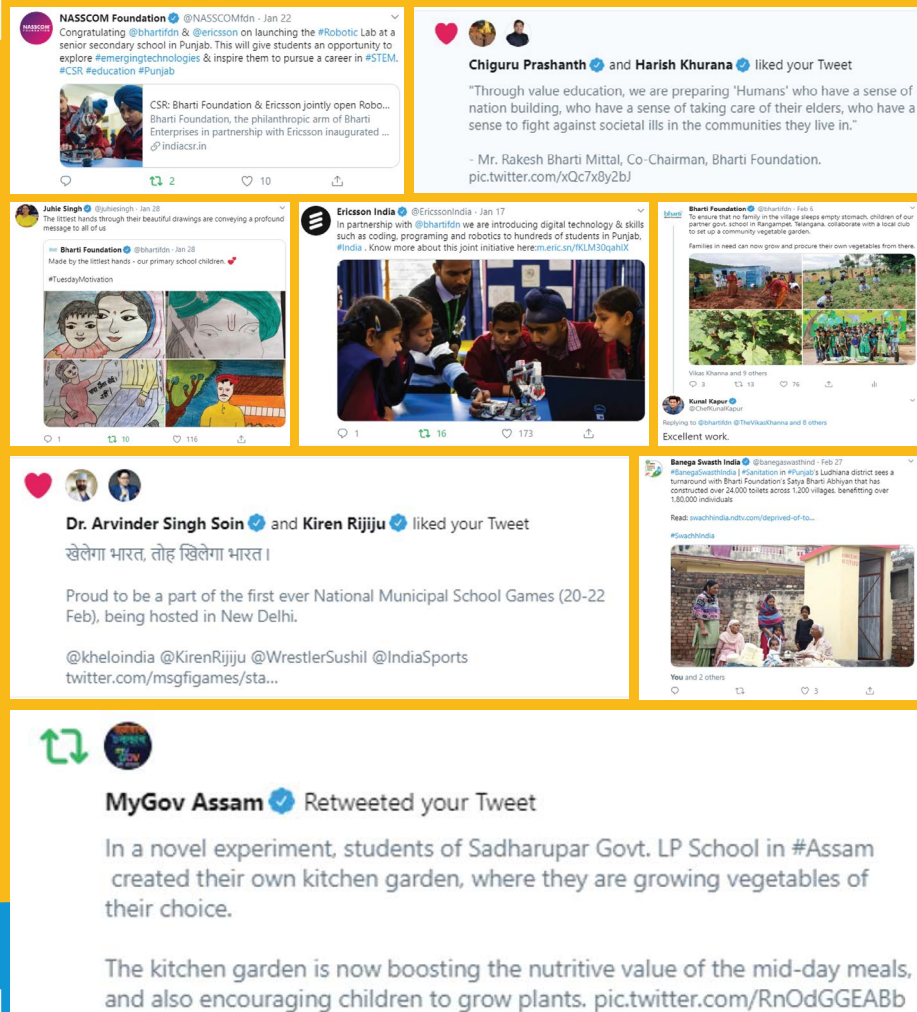 NASSCOM Foundation @NASSCOMfdn · Jan 22
Congratulating @bhartifdn & @ericsson on launching the #Robotic Lab at a
senior secondary school in Punjab. This will give students an opportunity to
explore #emergingtechnologies & inspire them to pursue a career in #STEM.
#CSR #education #Punjab
CSR: Bharti Foundation & Ericsson jointly open Robo...
Bharti Foundation, the philanthropic arm of Bharti
Enterprises in partnership with Ericsson inaugurated ...
indiacsr.in
2 10
Chiguru Prashanth and Harish Khurana liked your Tweet
"Through value education, we are preparing 'Humans' who have a sense of
nation building, who have a sense of taking care of their elders, who have a
sense to fight against societal ills in the communities they live in."
- Mr. Rakesh Bharti Mittal, Co-Chairman, Bharti Foundation.
pic.twitter.com/xQc7x8y2bJ
Juhie Singh @juhiesingh · Jan 28
The littlest hands through their beautiful drawings are conveying a profound
message to all of us
Bharti Foundation @bhartifdn · Jan 28
Made by the littlest hands - our primary school children.
#TuesdayMotivation
1 10 116
Ericsson India @EricssonIndia · Jan 17
In partnership with @bhartifdn we are introducing digital technology & skills
such as coding, programing and robotics to hundreds of students in Punjab,
#India . Know more about this joint initiative here:m.eric.sn/fKLM30qahlX
1 16 173
bharti
Bharti Foundation @bhartifdn · Feb 6
To ensure that no family in the village sleeps empty stomach, children of our
partner govt. school in Rangampet, Telangana, collaborate with a local club
to set up a community vegetable garden.
Families in need can now grow and procure their own vegetables from there.
Vikas Khanna and 9 others
3 13 76
Kunal Kapur
@ChefKunalKapur
Replying to @bhartifdn @TheVikasKhanna and 8 others
Excellent work.
Dr. Arvinder Singh Soin and Kiren Rijiju liked your Tweet
खेलेगा भारत, तोह खिलेगा भारत।
Proud to be a part of the first ever National Municipal School Games (20-22
Feb), being hosted in New Delhi.
@kheloindia @KirenRijiju @WrestlerSushil @IndiaSports
twitter.com/msgfigames/sta...
Banega Swasth India @banegaswasthind · Feb 27
#BanegaSwasthIndia | #Sanitation in #Punjab's Ludhiana district sees a
turnaround with Bharti Foundation's Satya Bharti Abhiyan that has
constructed over 24,000 toilets across 1,200 villages, benefitting over
1,80,000 individuals
Read: swachhindia.ndtv.com/deprived-of-to...
#SwachhIndia
You and 2 others
3
MyGov Assam Retweeted your Tweet
In a novel experiment, students of Sadharupar Govt. LP School in #Assam
created their own kitchen garden, where they are growing vegetables of
their choice.
The kitchen garden is now boosting the nutritive value of the mid-day meals,
and also encouraging children to grow plants. pic.twitter.com/RnOdGGEABb